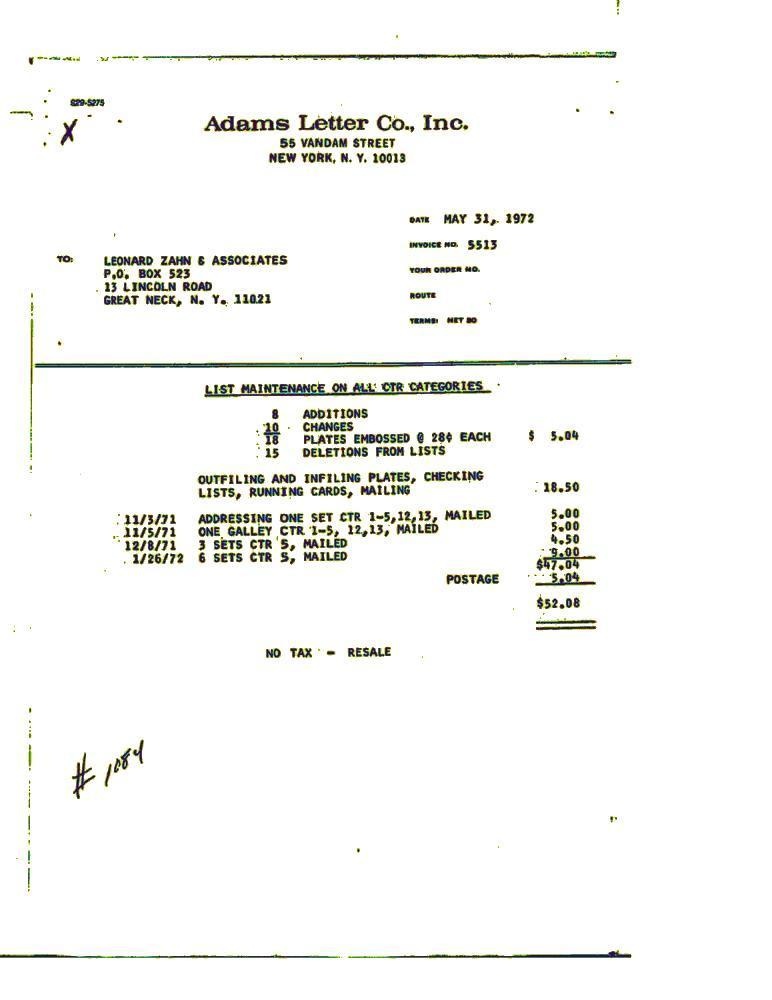 829-5275
X
Adams Letter Co., Inc.
55 VANDAM STREET
NEW YORK, N. Y. 10013
DATE MAY 31, 1972
INVOICE NO. 5513
TO: LEONARD ZAHN & ASSOCIATES
P.O. BOX 523
13 LINCOLN ROAD
GREAT NECK, N. Y. 11021
YOUR ORDER NO.
ROUTE
TERMS: NET 30
LIST MAINTENANCE ON ALL CTR CATEGORIES
8 ADDITIONS
10 CHANGES
18 PLATES EMBOSSED @ 28¢ EACH $ 5.04
15 DELETIONS FROM LISTS
OUTFILING AND INFILING PLATES, CHECKING
LISTS, RUNNING CARDS, MAILING 18.50
11/3/71 ADDRESSING ONE SET CTR 1-5,12,13, MAILED 5.00
11/5/71 ONE GALLEY CTR 1-5, 12,13, MAILED 5.00
12/8/71 3 SETS CTR 5, MAILED 4.50
1/26/72 6 SETS CTR 5, MAILED 9.00
$47.04
POSTAGE 5.04
$52.08
NO TAX - RESALE
# 1084